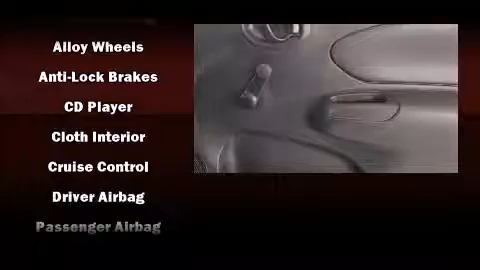 Alloy Wheels
Anti-Lock Brakes
CD Player
Cloth Interior
Cruise Control
Driver Airbag
Passenger Airbag